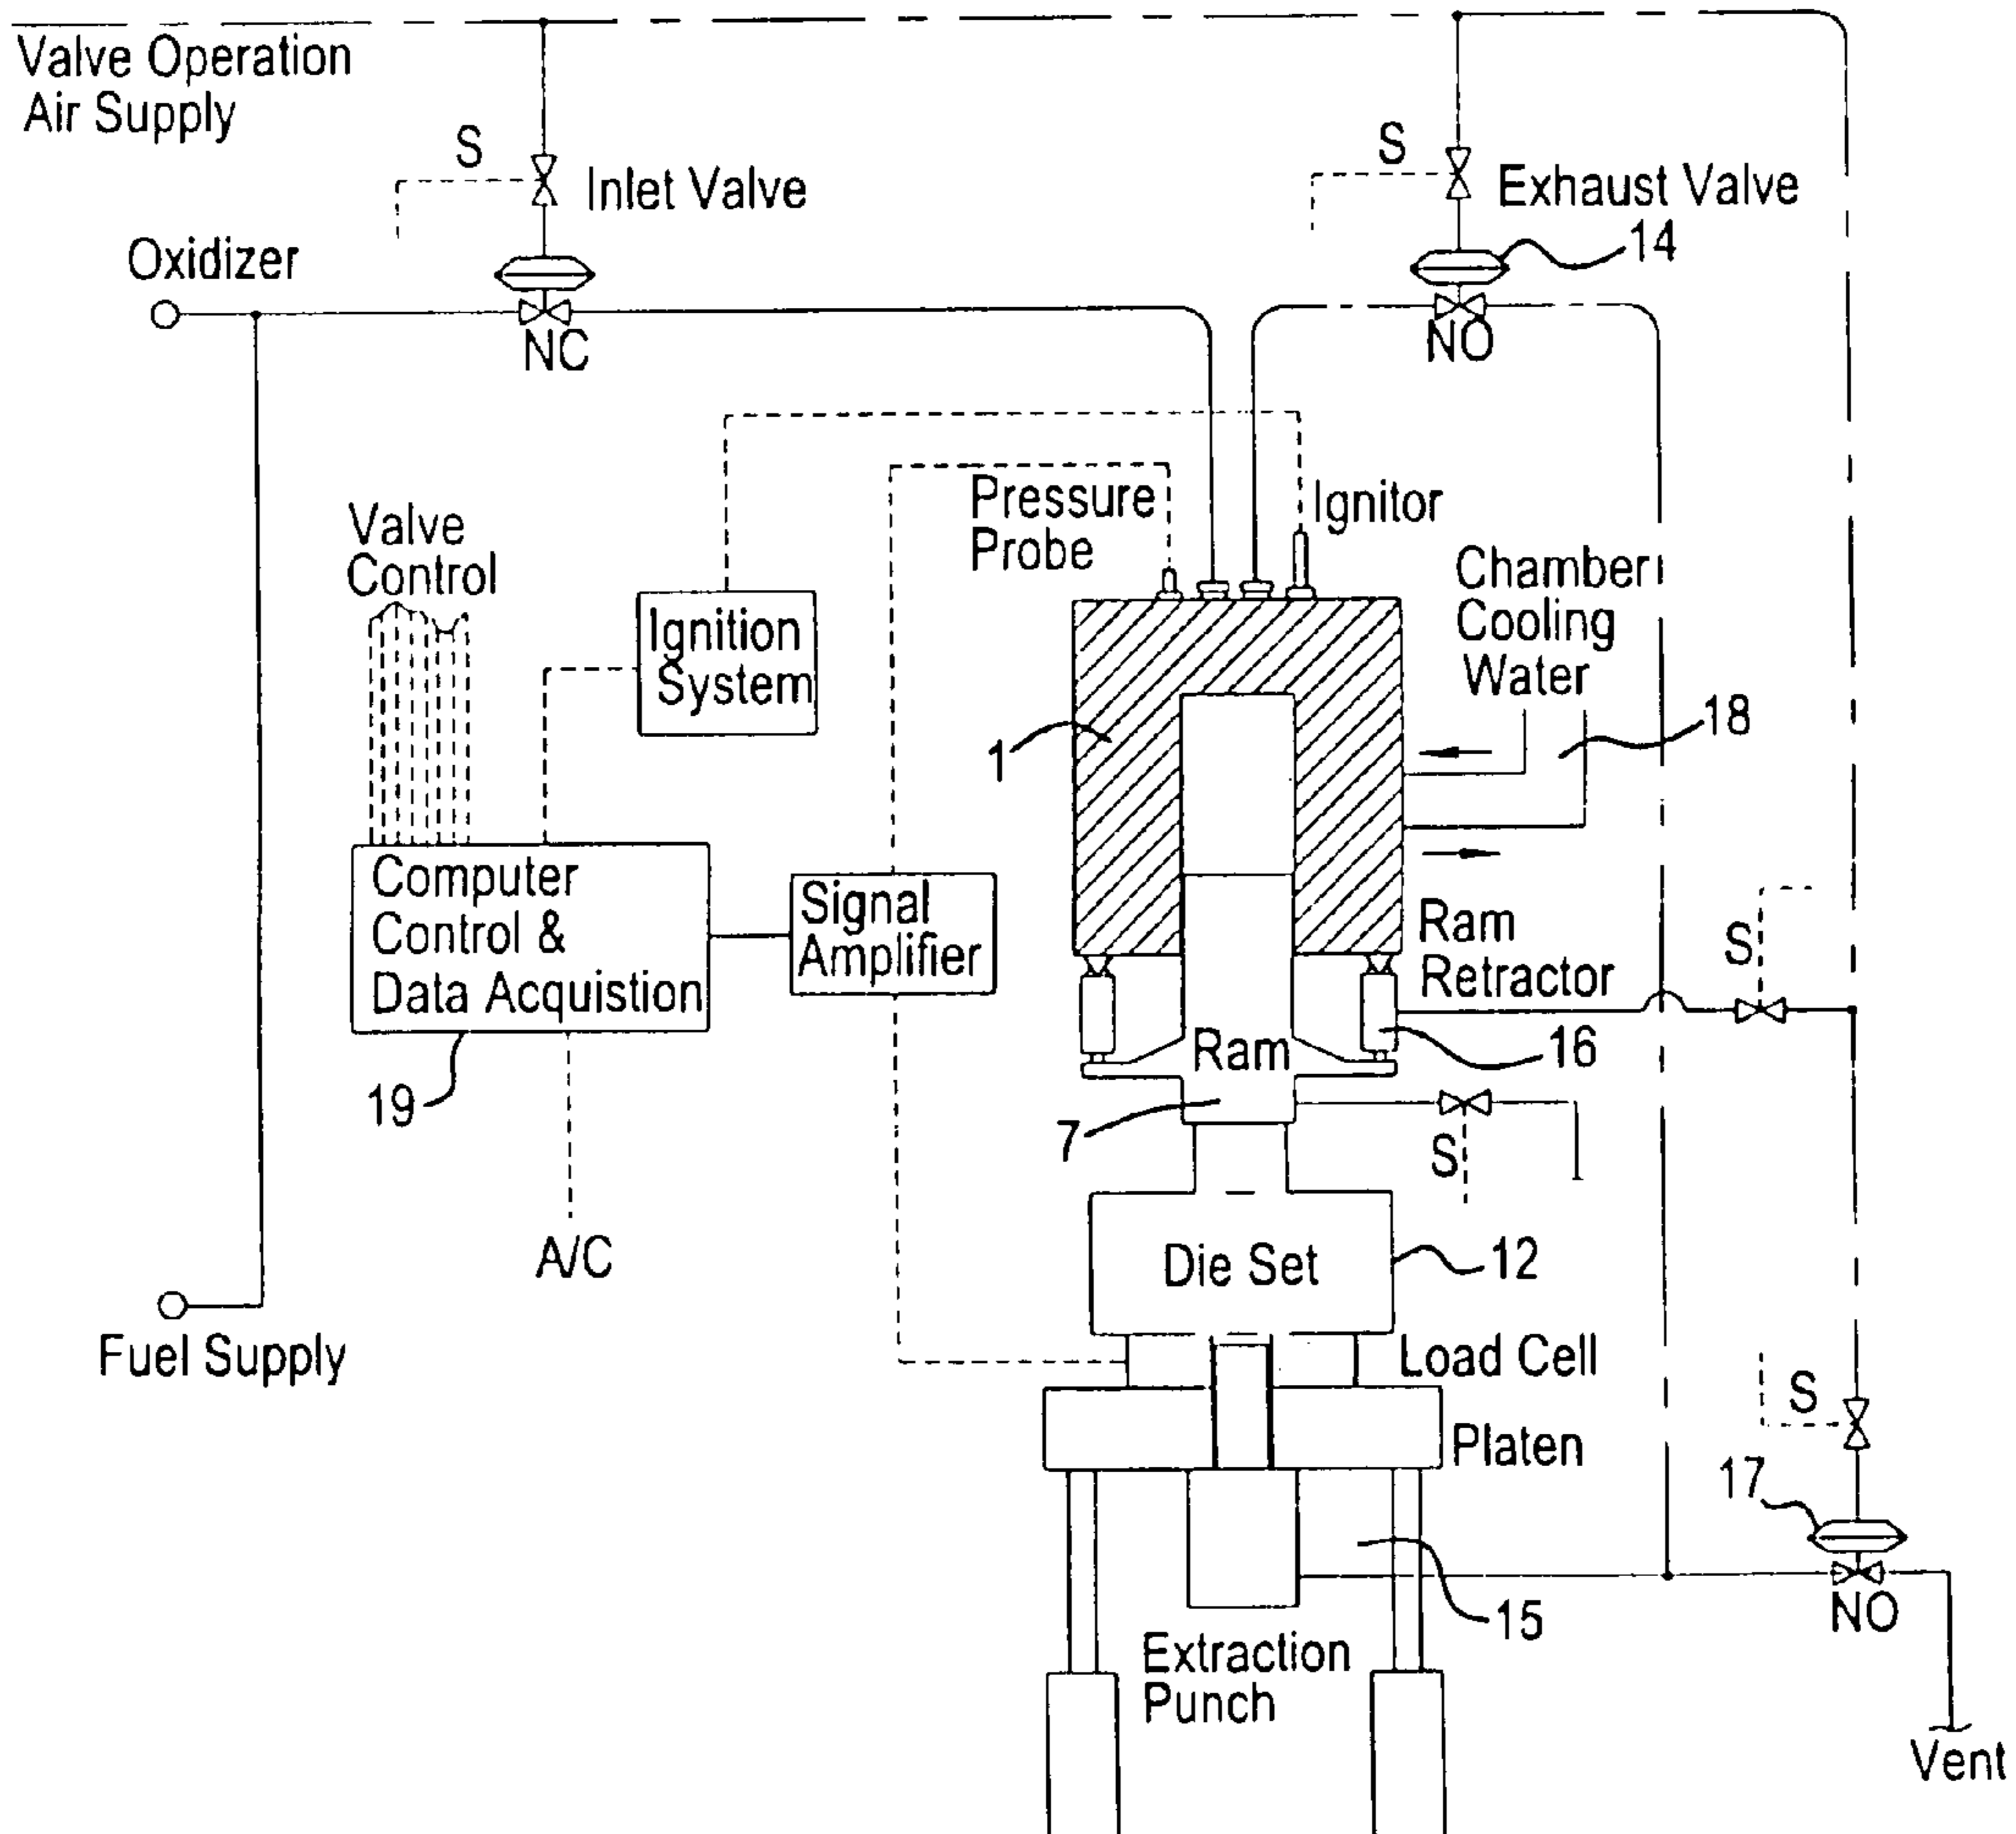 Valve Operation
Air Supply
S
Inlet Valve
S
Exhaust Valve
14
Oxidizer
NC
NO
Pressure
Probe
Ignitor
Valve
Control
Chamber
Cooling
Water
Ignition
System
1
18
Computer
Control &
Data Acquistion
Signal
Amplifier
Ram
Retractor
S
19
Ram
16
7
S
A/C
Die Set
12
Fuel Supply
Load Cell
S
Platen
17
15
NO
Extraction
Punch
Vent